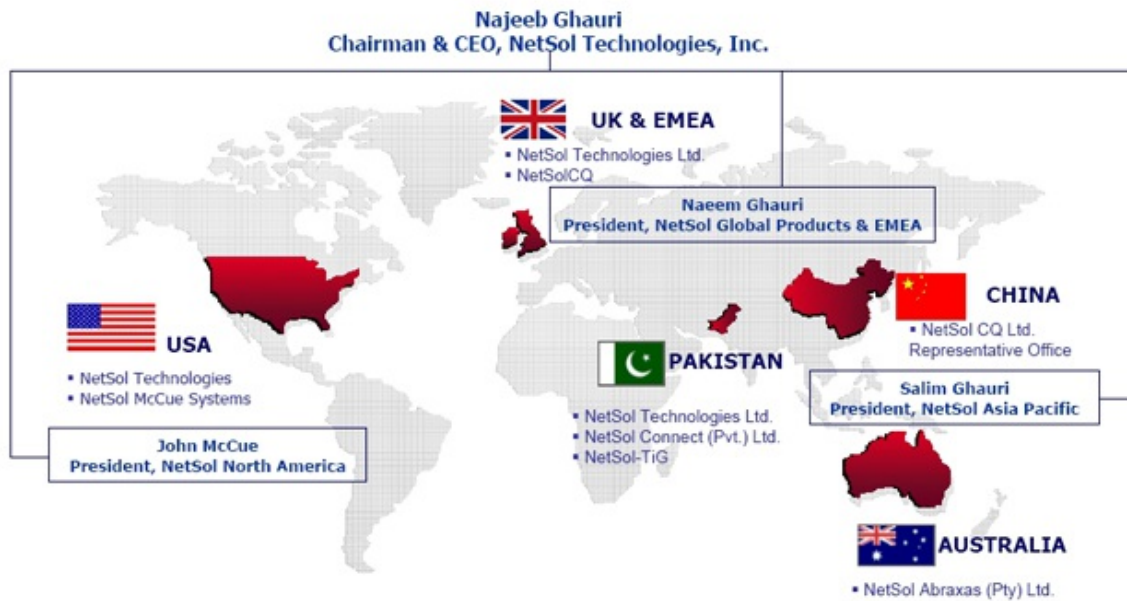 Najeeb Ghauri
Chairman & CEO, NetSol Technologies, Inc.
UK & EMEA
▪ NetSol Technologies Ltd.
▪ NetSolCQ
Naeem Ghauri
President, NetSol Global Products & EMEA
USA
▪ NetSol Technologies
▪ NetSol McCue Systems
John McCue
President, NetSol North America
PAKISTAN
▪ NetSol Technologies Ltd.
▪ NetSol Connect (Pvt.) Ltd.
▪ NetSol-TiG
CHINA
▪ NetSol CQ Ltd.
Representative Office
Salim Ghauri
President, NetSol Asia Pacific
AUSTRALIA
▪ NetSol Abraxas (Pty) Ltd.